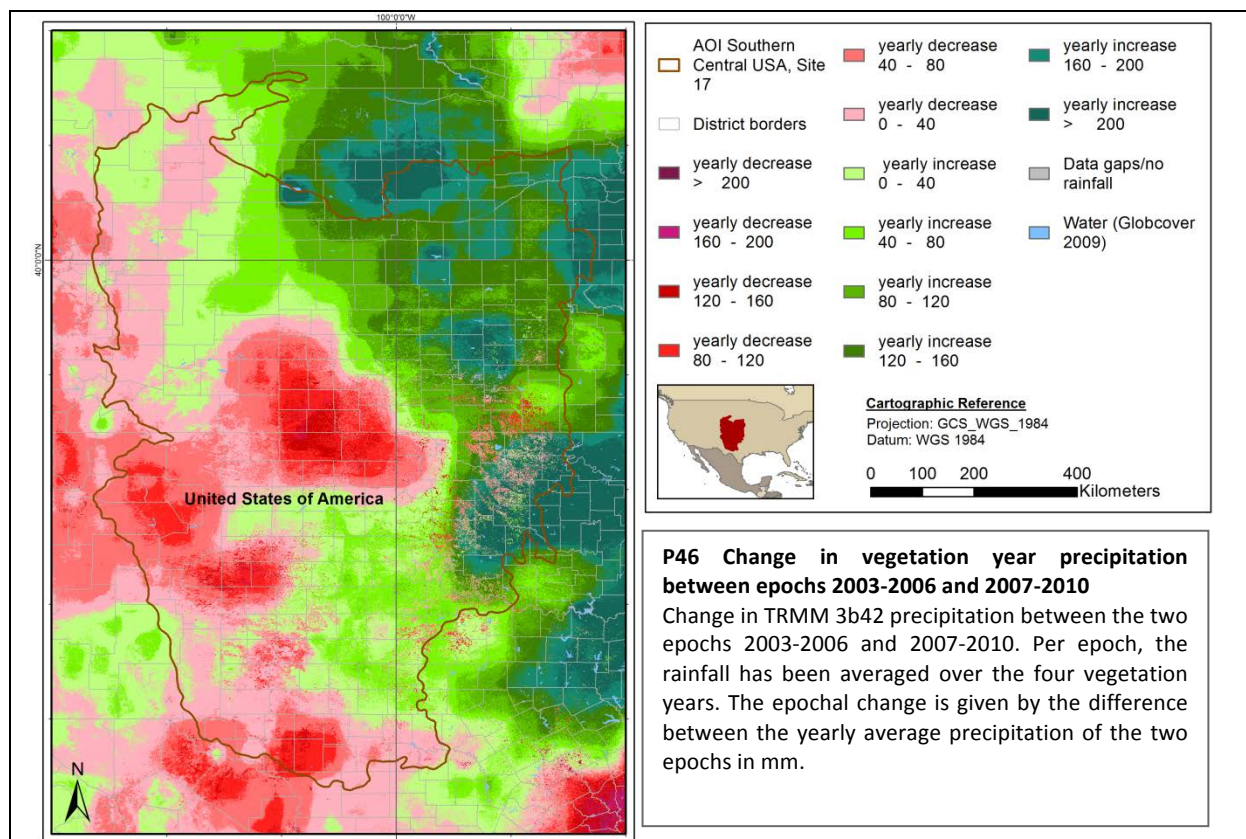 100°0'0"W
40°0'0"N
United States of America
N
AOI Southern
Central USA, Site
17
District borders
yearly decrease
> 200
yearly decrease
160 - 200
yearly decrease
120 - 160
yearly decrease
80 - 120
yearly decrease
40 - 80
yearly decrease
0 - 40
yearly increase
0 - 40
yearly increase
40 - 80
yearly increase
80 - 120
yearly increase
120 - 160
yearly increase
160 - 200
yearly increase
> 200
Data gaps/no
rainfall
Water (Globcover
2009)
Cartographic Reference
Projection: GCS_WGS_1984
Datum: WGS 1984
0 100 200 400
Kilometers
P46 Change in vegetation year precipitation
between epochs 2003-2006 and 2007-2010
Change in TRMM 3b42 precipitation between the two
epochs 2003-2006 and 2007-2010. Per epoch, the
rainfall has been averaged over the four vegetation
years. The epochal change is given by the difference
between the yearly average precipitation of the two
epochs in mm.